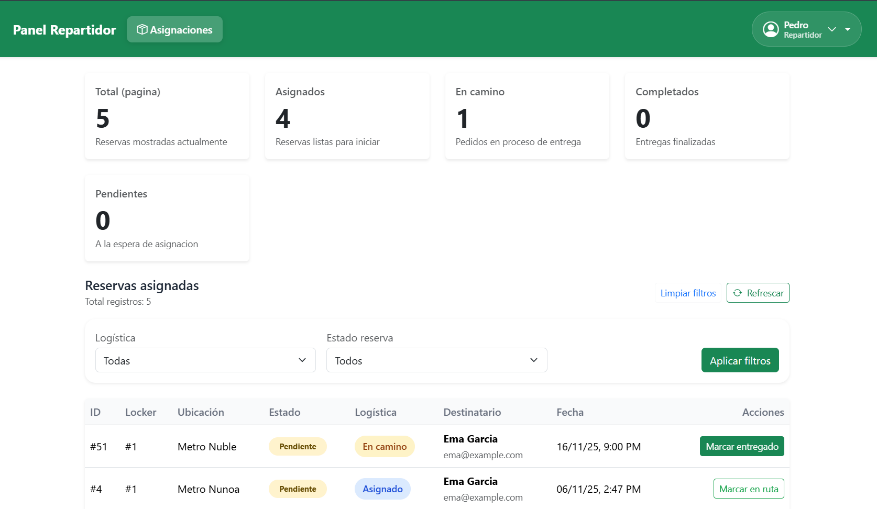 Panel Repartidor
Asignaciones
Pedro
Repartidor
Total (pagina)
5
Reservas mostradas actualmente
Asignados
4
Reservas listas para iniciar
En camino
1
Pedidos en proceso de entrega
Completados
0
Entregas finalizadas
Pendientes
0
A la espera de asignacion
Reservas asignadas
Total registros: 5
Limpiar filtros
Refrescar
Logística
Todas
Estado reserva
Todos
Aplicar filtros
ID Locker Ubicación Estado Logística Destinatario Fecha Acciones
#51 #1 Metro Nuble Pendiente En camino Ema Garcia 16/11/25, 9:00 PM Marcar entregado
ema@example.com
#4 #1 Metro Nunoa Pendiente Asignado Ema Garcia 06/11/25, 2:47 PM Marcar en ruta
ema@example.com